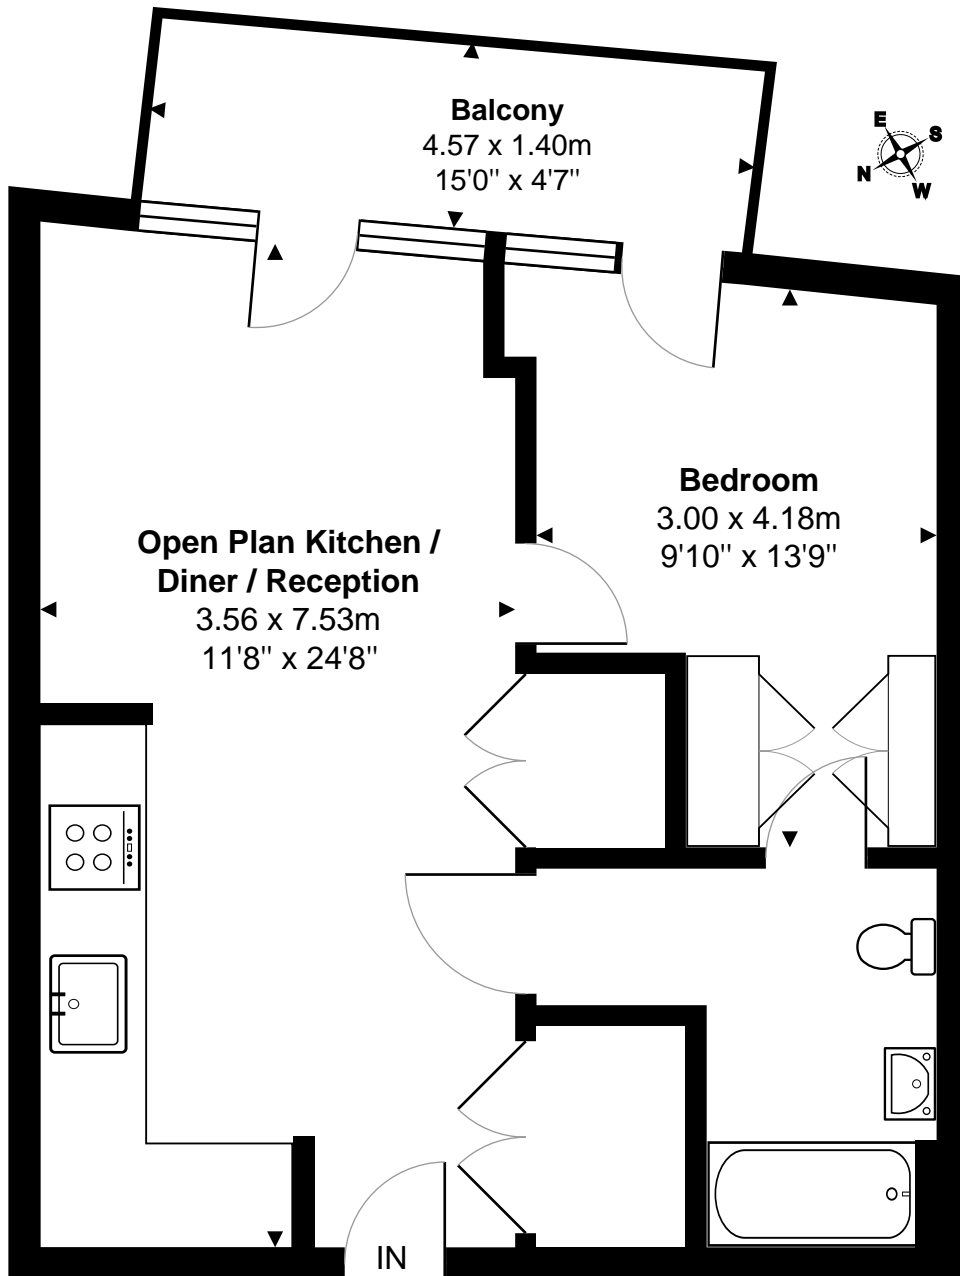 Balcony
4.57 x 1.40m
15'0" x 4'7"
E
S
N
W
Bedroom
3.00 x 4.18m
9'10" x 13'9"
Open Plan Kitchen /
Diner / Reception
3.56 x 7.53m
11'8" x 24'8"
IN